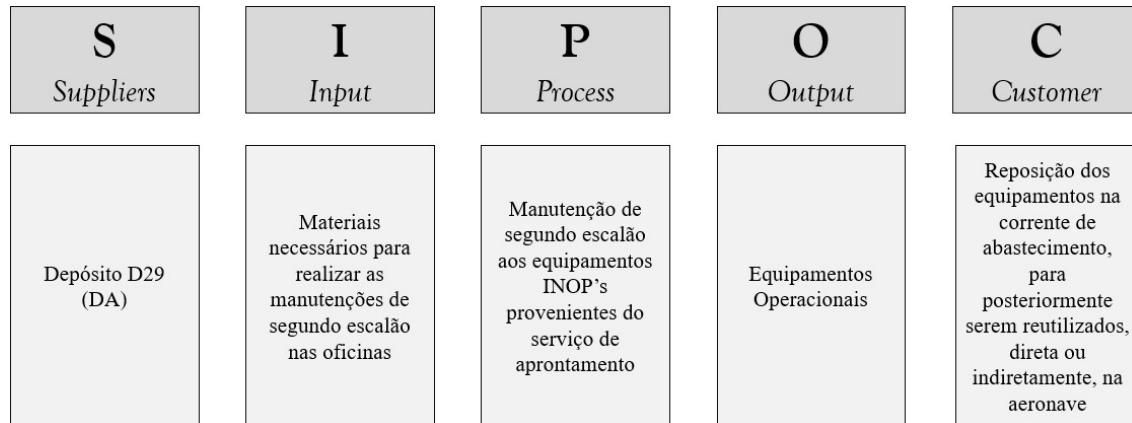 S
Suppliers
I
Input
P
Process
O
Output
C
Customer
Depósito D29
(DA)
Materiais
necessários para
realizar as
manutenções de
segundo escalão
nas oficinas
Manutenção de
segundo escalão
aos equipamentos
INOP's
provenientes do
serviço de
aprontamento
Equipamentos
Operacionais
Reposição dos
equipamentos na
corrente de
abastecimento,
para
posteriormente
serem reutilizados,
direta ou
indiretamente, na
aeronave